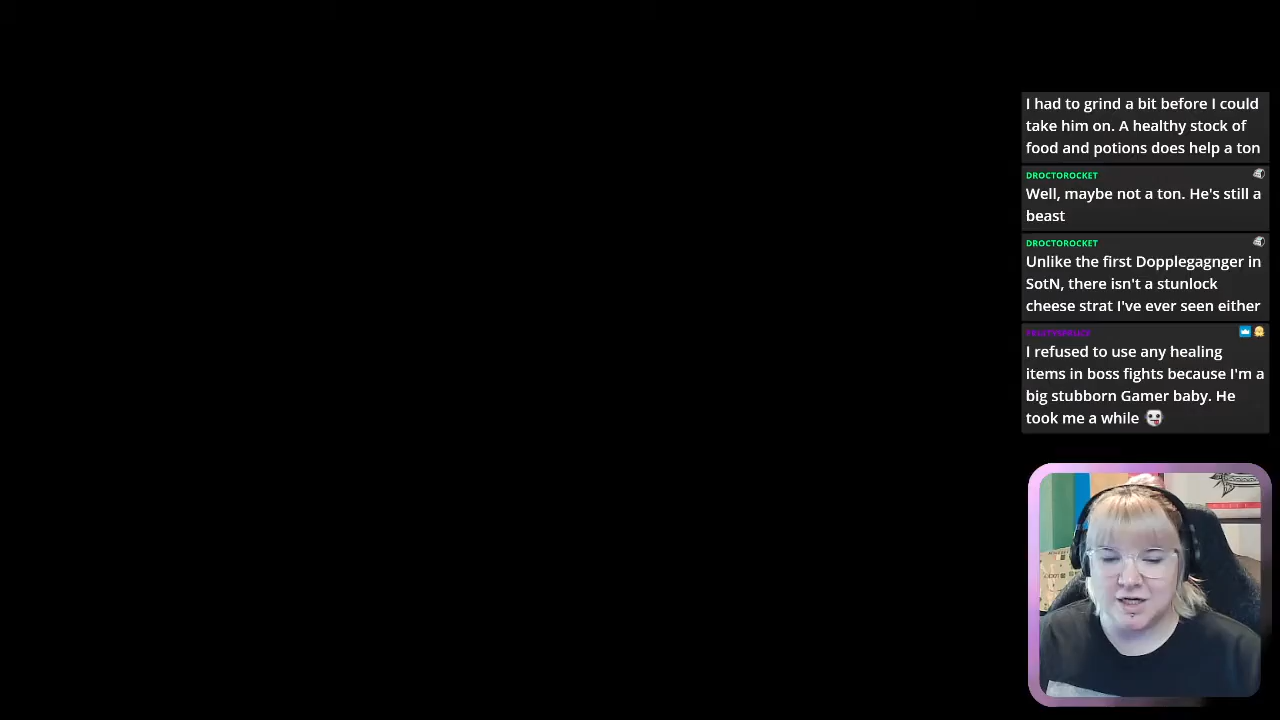 I had to grind a bit before I could
take him on. A healthy stock of
food and potions does help a ton
DROCTOROCKET
Well, maybe not a ton. He's still a
beast
DROCTOROCKET
Unlike the first Dopplegagnger in
SotN, there isn't a stunlock
cheese strat I've ever seen either
FRUITYSPRUCE
I refused to use any healing
items in boss fights because I'm a
big stubborn Gamer baby. He
took me a while